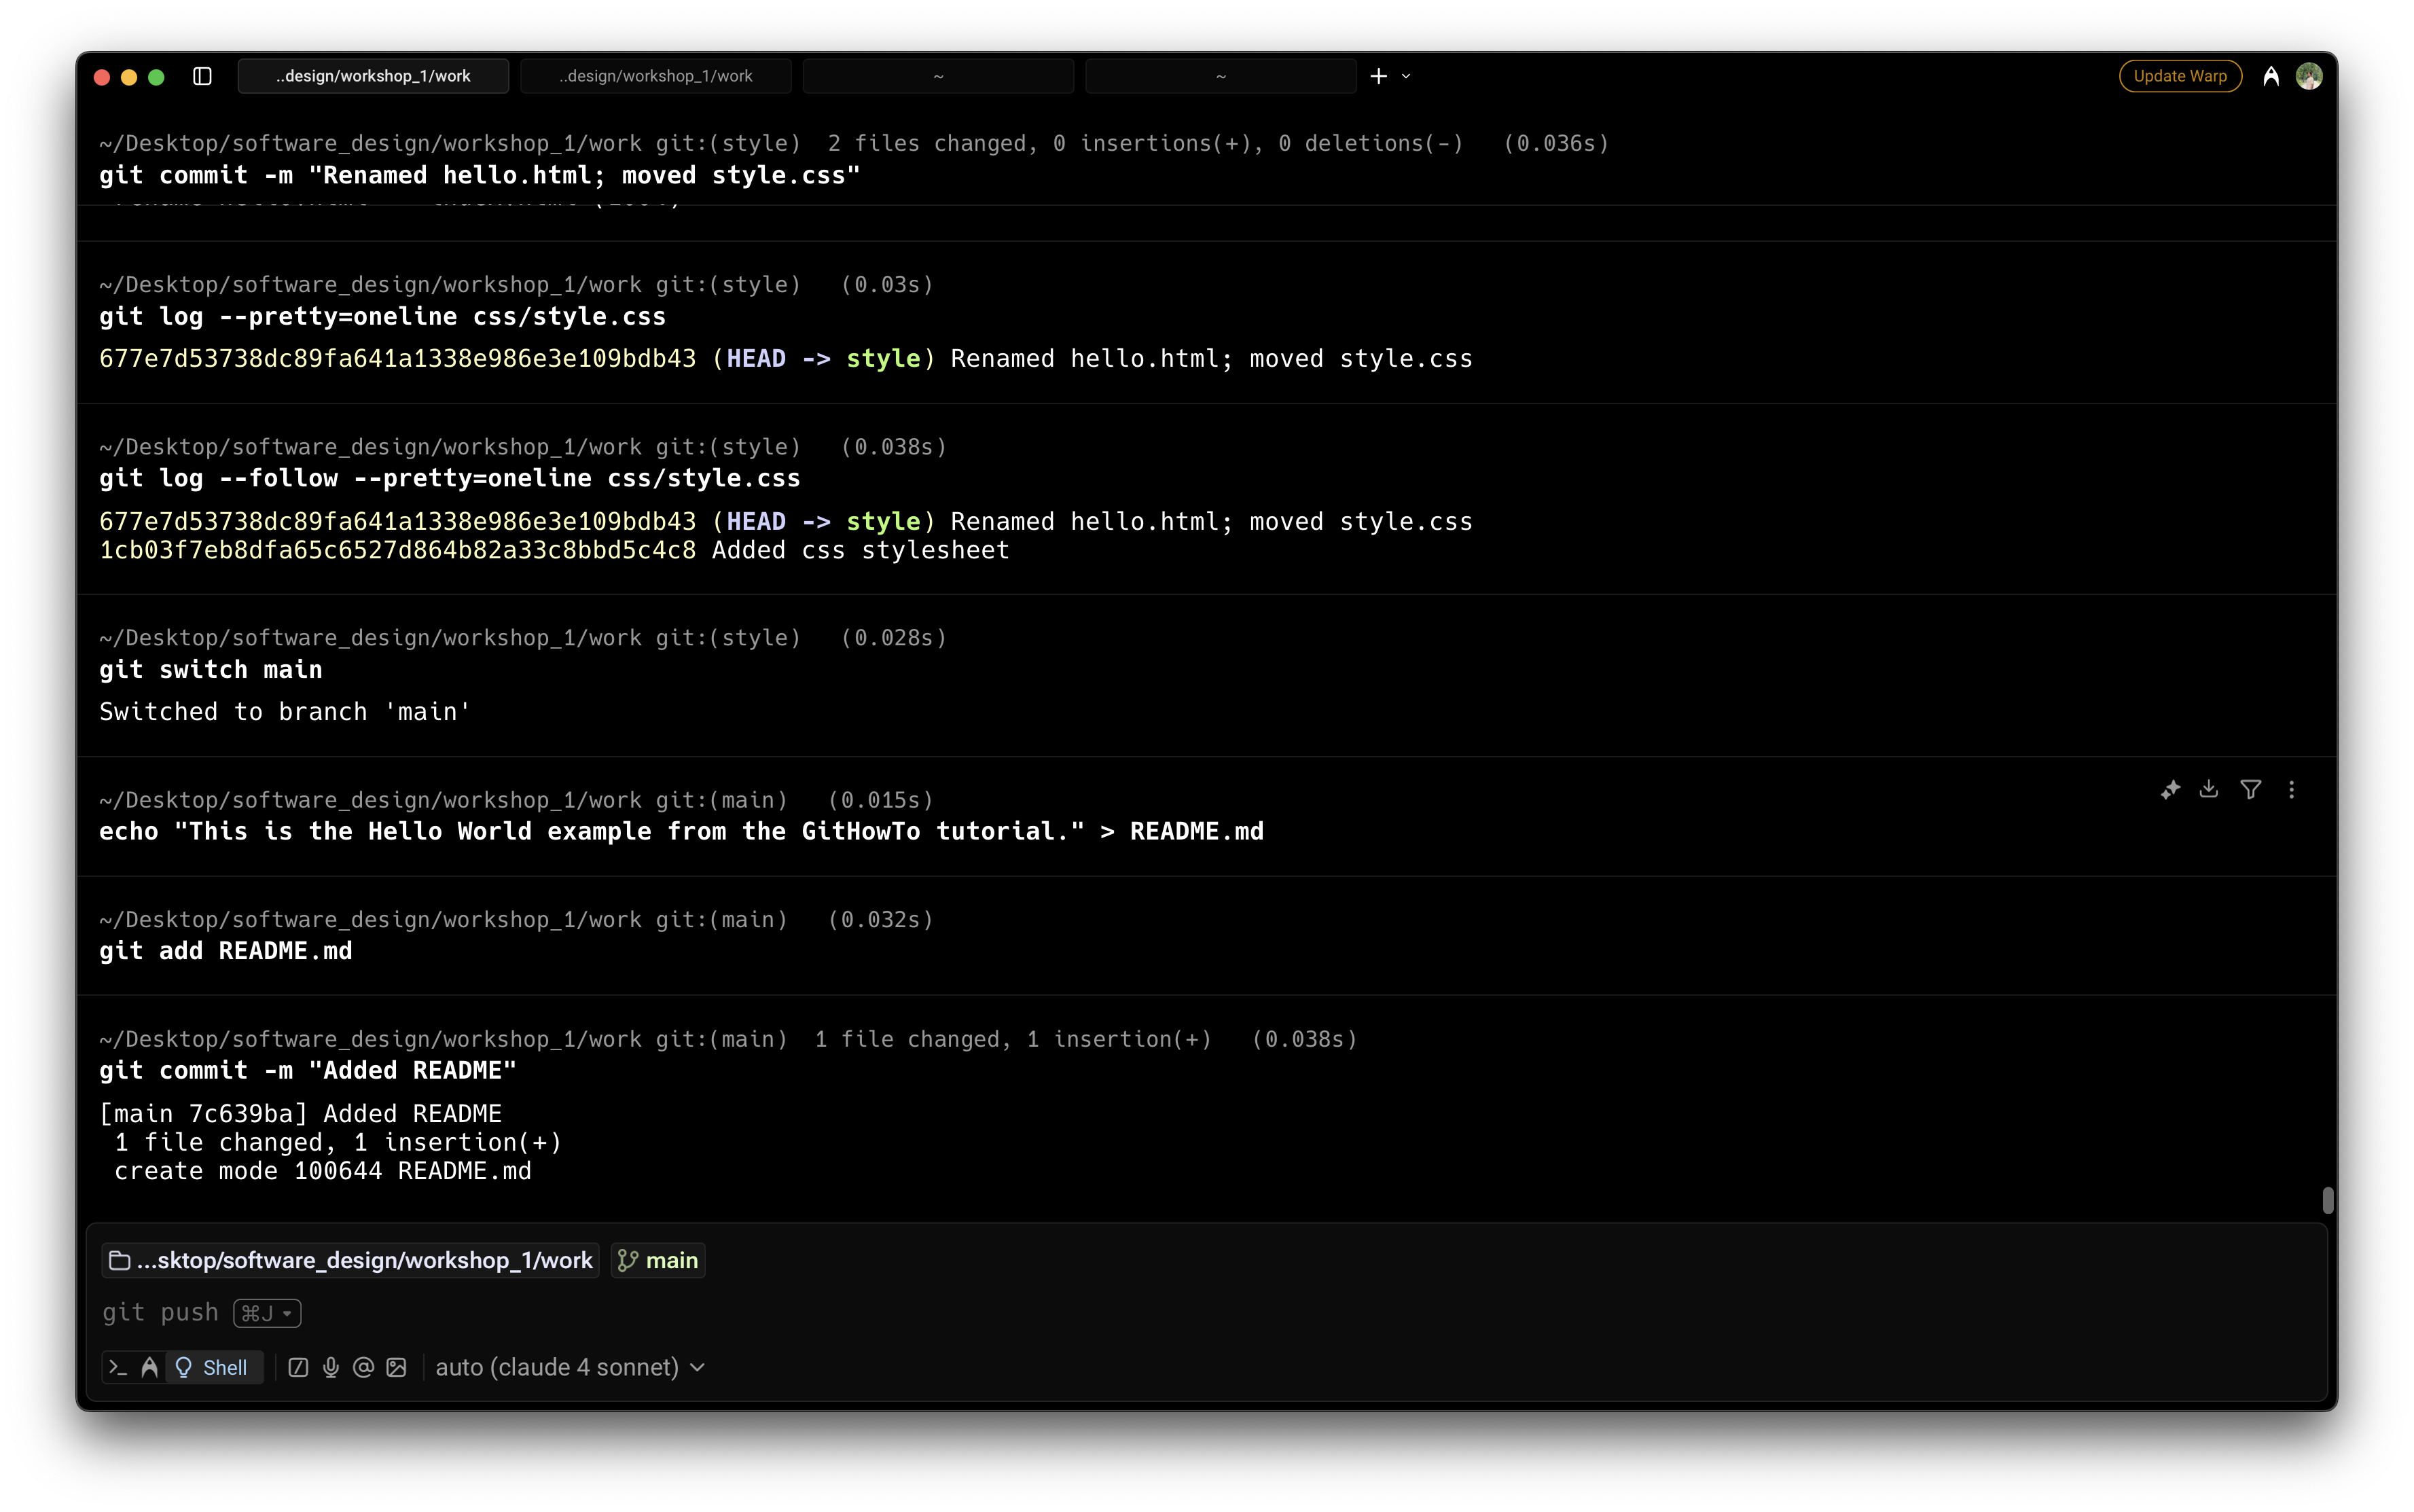 ..design/workshop_1/work
..design/workshop_1/work
~
~
Update Warp
~/Desktop/software_design/workshop_1/work git:(style)  2 files changed, 0 insertions(+), 0 deletions(-)   (0.036s)
git commit -m "Renamed hello.html; moved style.css"
~/Desktop/software_design/workshop_1/work git:(style)   (0.03s)
git log --pretty=oneline css/style.css
677e7d53738dc89fa641a1338e986e3e109bdb43 (HEAD -> style) Renamed hello.html; moved style.css
~/Desktop/software_design/workshop_1/work git:(style)   (0.038s)
git log --follow --pretty=oneline css/style.css
677e7d53738dc89fa641a1338e986e3e109bdb43 (HEAD -> style) Renamed hello.html; moved style.css
1cb03f7eb8dfa65c6527d864b82a33c8bbd5c4c8 Added css stylesheet
~/Desktop/software_design/workshop_1/work git:(style)   (0.028s)
git switch main
Switched to branch 'main'
~/Desktop/software_design/workshop_1/work git:(main)   (0.015s)
echo "This is the Hello World example from the GitHowTo tutorial." > README.md
~/Desktop/software_design/workshop_1/work git:(main)   (0.032s)
git add README.md
~/Desktop/software_design/workshop_1/work git:(main)  1 file changed, 1 insertion(+)   (0.038s)
git commit -m "Added README"
[main 7c639ba] Added README
 1 file changed, 1 insertion(+)
 create mode 100644 README.md
...sktop/software_design/workshop_1/work main
git push ⌘J
Shell auto (claude 4 sonnet)